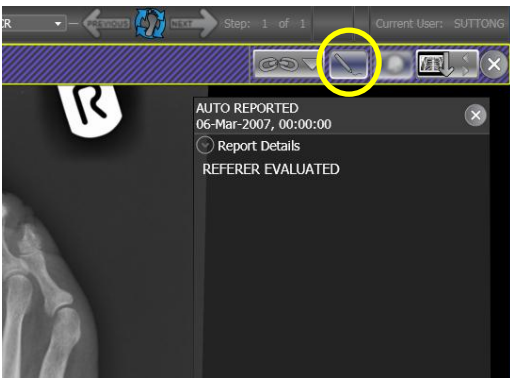 CR
PREVIOUS NEXT Step: 1 of 1 Current User: SUTTONG
R
AUTO REPORTED
06-Mar-2007, 00:00:00
Report Details
REFERER EVALUATED